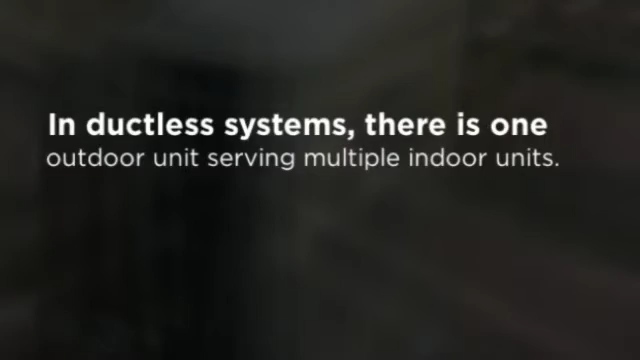 In ductless systems, there is one
outdoor unit serving multiple indoor units.